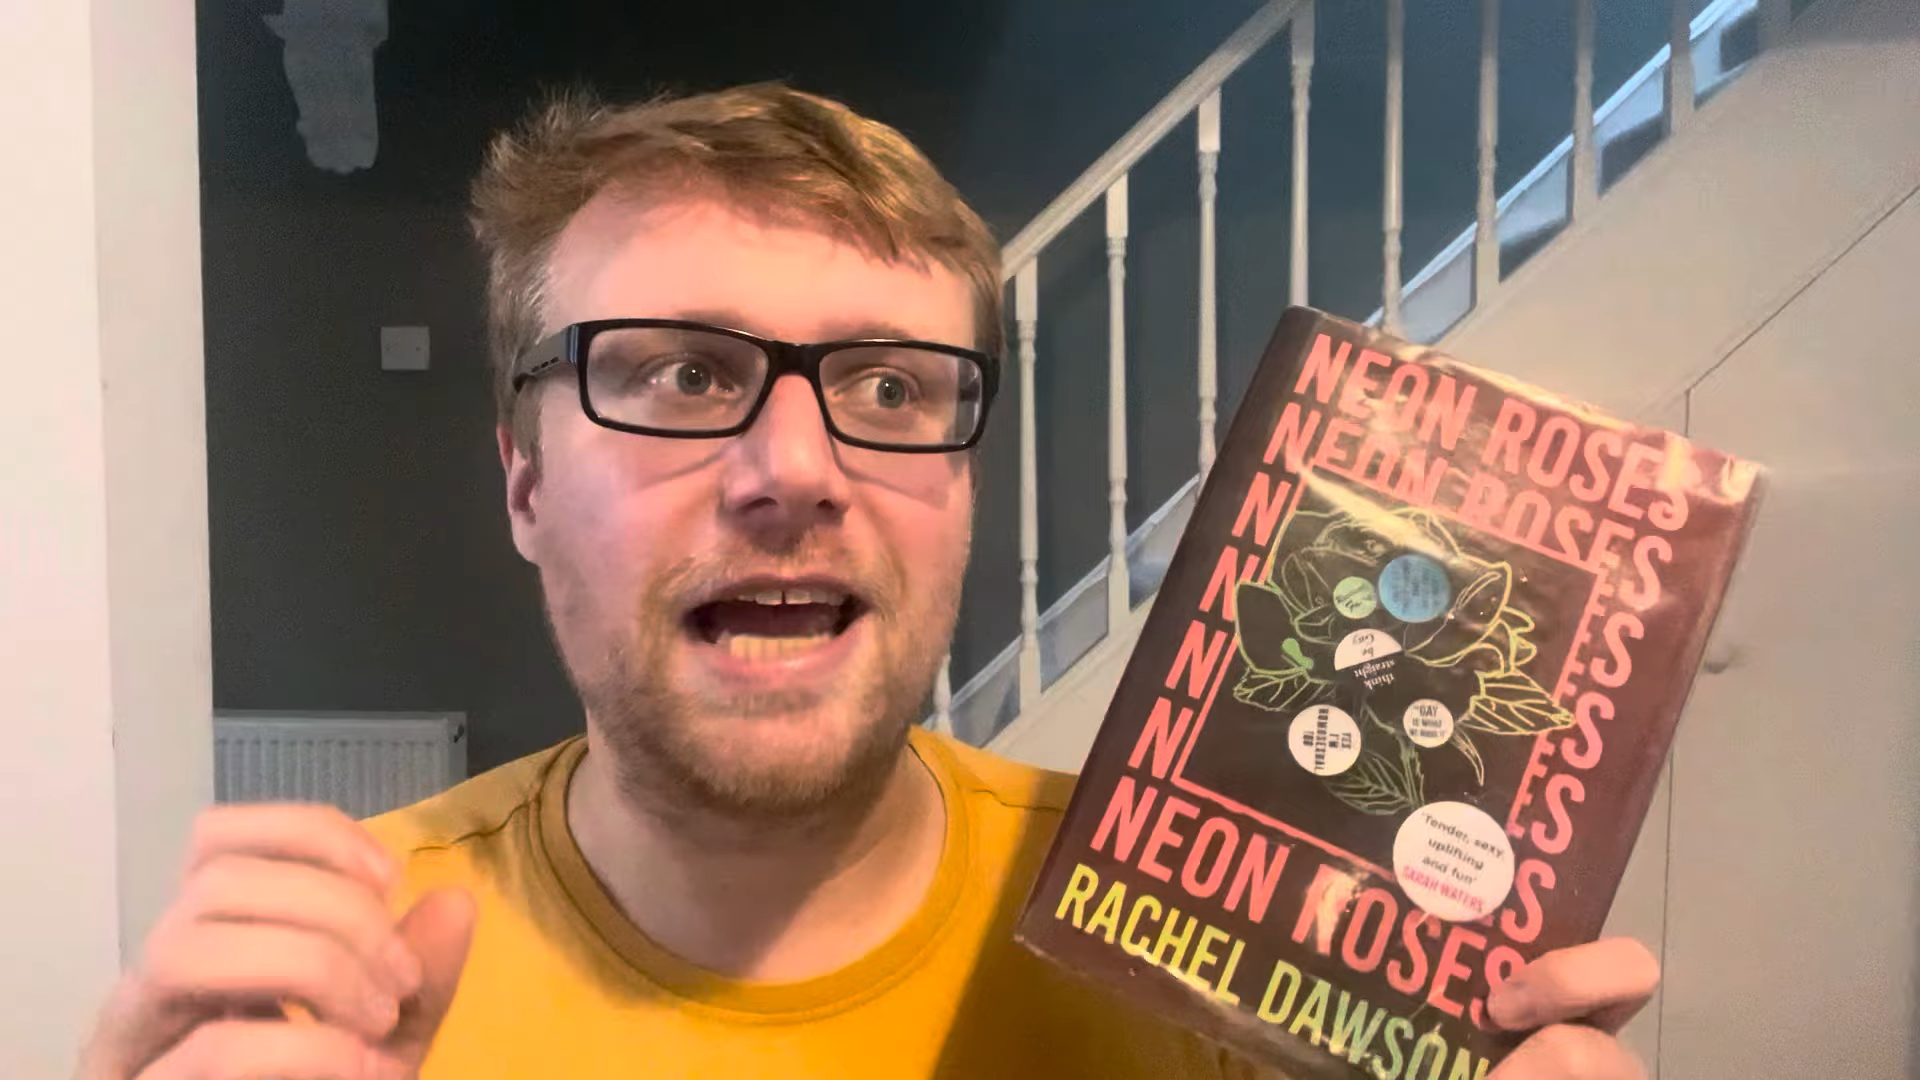 NEON ROSES
NEON ROSES
N
N
N
N
S
S
S
S
S
NEON ROSES
think
straight
be
Gay
"GAY
IS WHAT
WE MAKE IT"
YES
I'M
HOMOSEXUAL
TOO
'Tender, sexy,
uplifting
and fun'
SARAH WATERS
RACHEL DAWSON